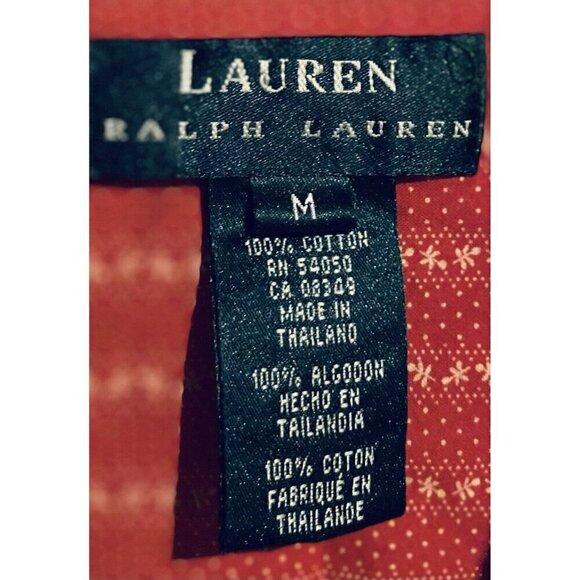 LAUREN
RALPH LAUREN
M
100% COTTON
RN 54050
CA 08349
MADE IN
THAILAND
100% ALGODON
HECHO EN
TAILANDIA
100% COTON
FABRIQUÉ EN
THAILANDE